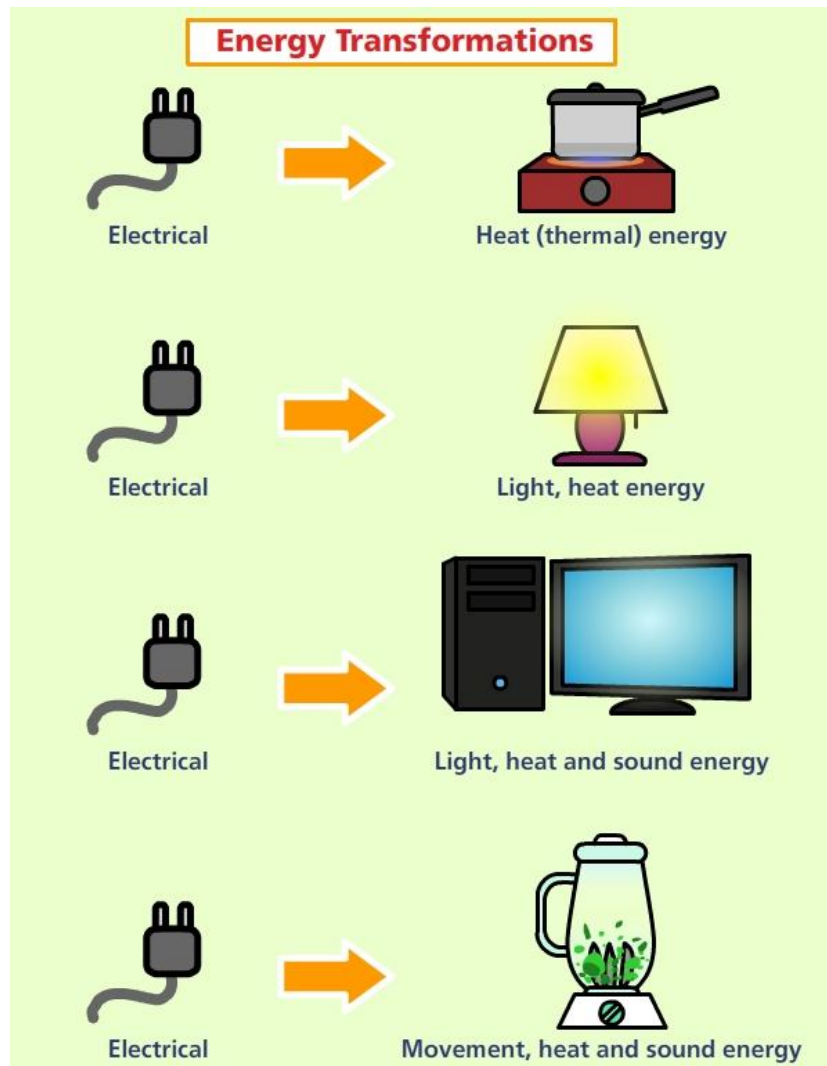 Energy Transformations
Electrical
Heat (thermal) energy
Electrical
Light, heat energy
Electrical
Light, heat and sound energy
Electrical
Movement, heat and sound energy